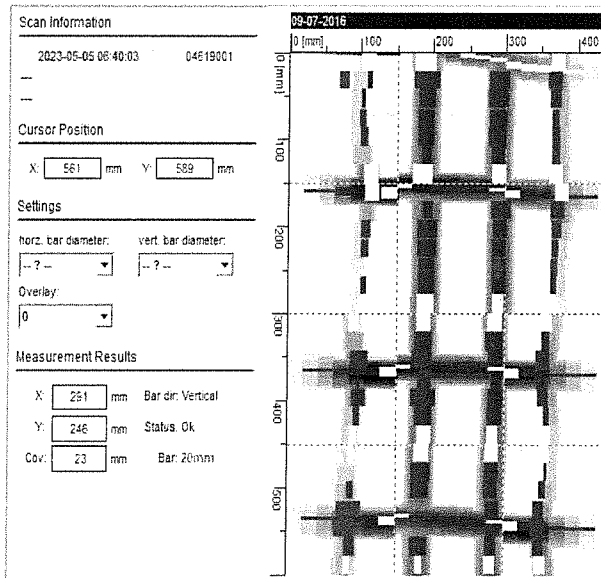 Scan Information
2023-05-05 06:40:03 04619001
---
---
Cursor Position
X: 561 mm Y: 589 mm
Settings
horz. bar diameter: vert. bar diameter:
-- ? -- -- ? --
Overlay:
0
Measurement Results
X: 291 mm Bar dir: Vertical
Y: 246 mm Status: Ok
Cov: 23 mm Bar: 20mm
09-07-2016
0 [mm] 100 200 300 400
0 [mm]
100
200
300
400
500